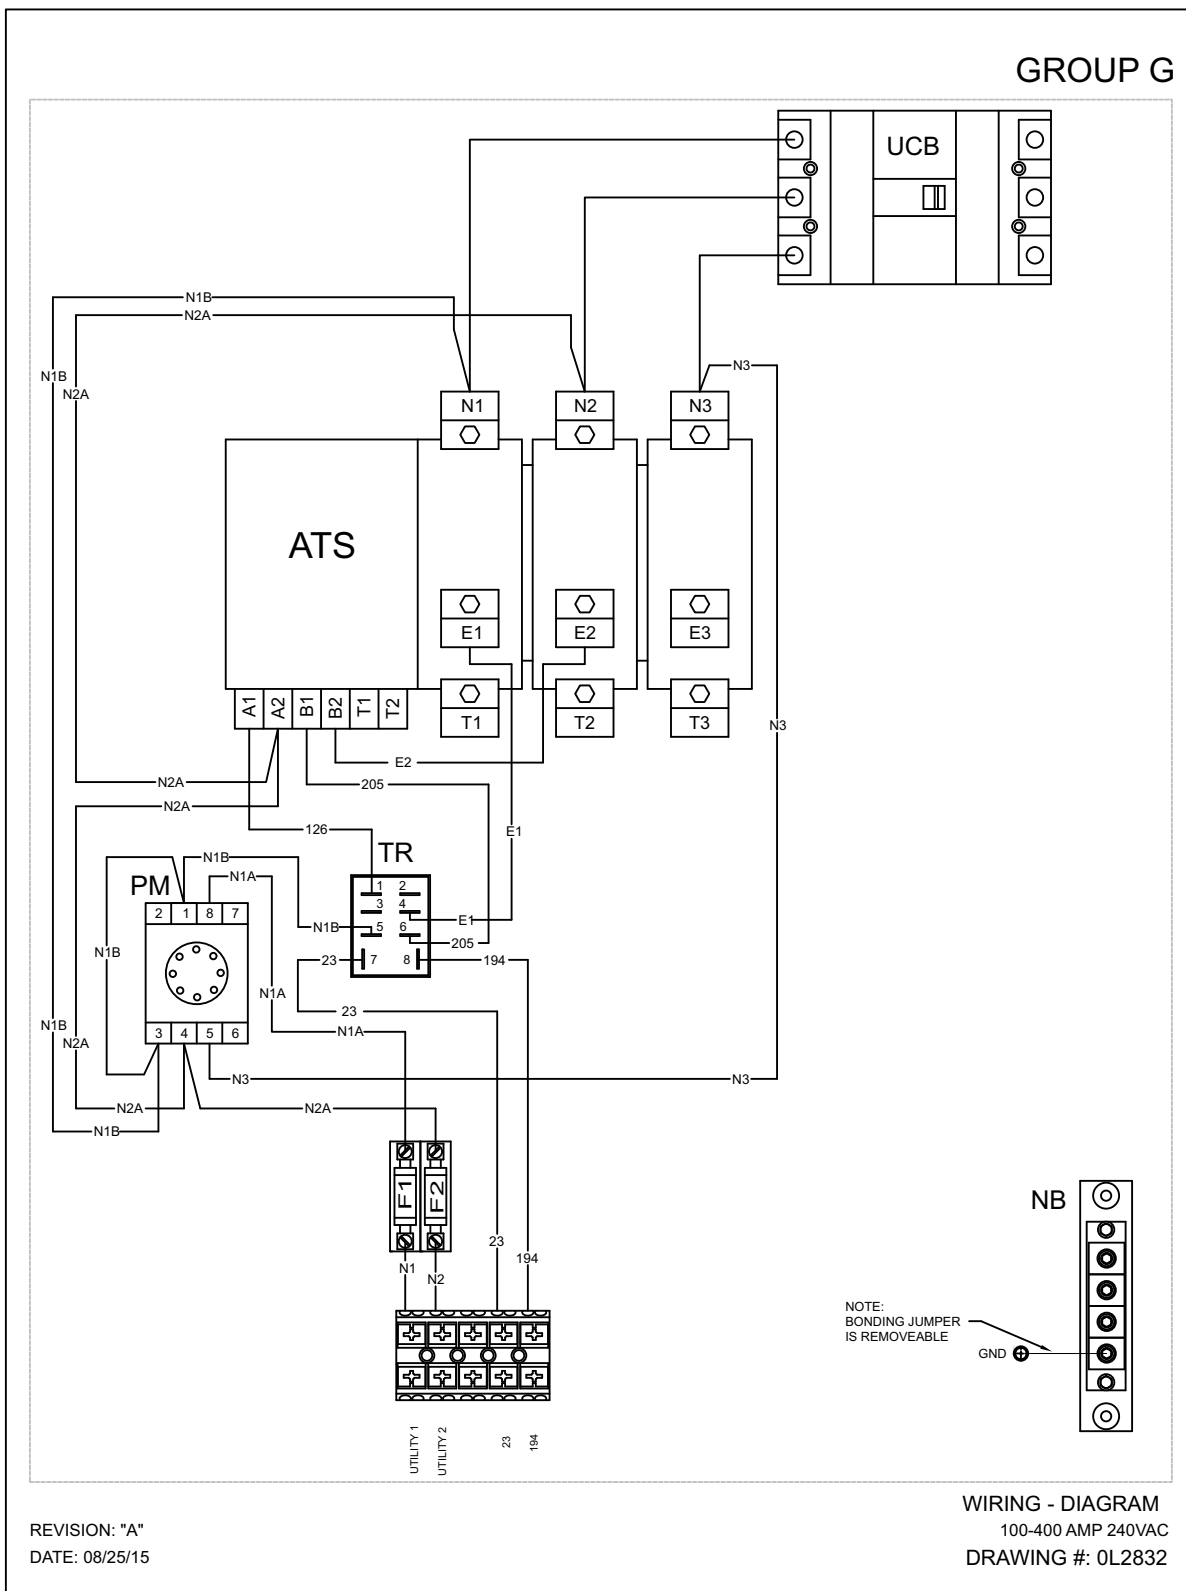 GROUP G
UCB
N1B
N2A
N1B
N2A
N3
N1
N2
N3
ATS
E1
E2
E3
A1
A2
B1
B2
T1
T2
T1
T2
T3
N3
E2
N2A
205
N2A
126
E1
TR
N1B
N1A
PM
1
2
3
4
5
6
7
8
2
1
8
7
E1
N1B
205
N1B
23
194
N1A
23
N1A
N1B
N2A
3
4
5
6
N3
N3
N2A
N2A
N1B
F1
F2
NB
23
194
N1
N2
NOTE:
BONDING JUMPER
IS REMOVEABLE
GND
UTILITY 1
UTILITY 2
23
194
WIRING - DIAGRAM
REVISION: "A"
100-400 AMP 240VAC
DATE: 08/25/15
DRAWING #: 0L2832